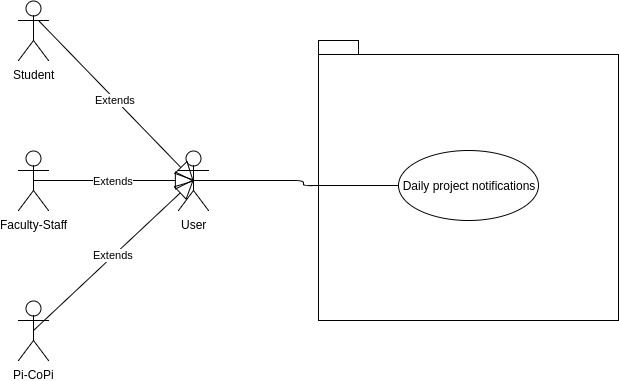 Student
Extends
Extends
Faculty-Staff
User
Daily project notifications
Extends
Pi-CoPi